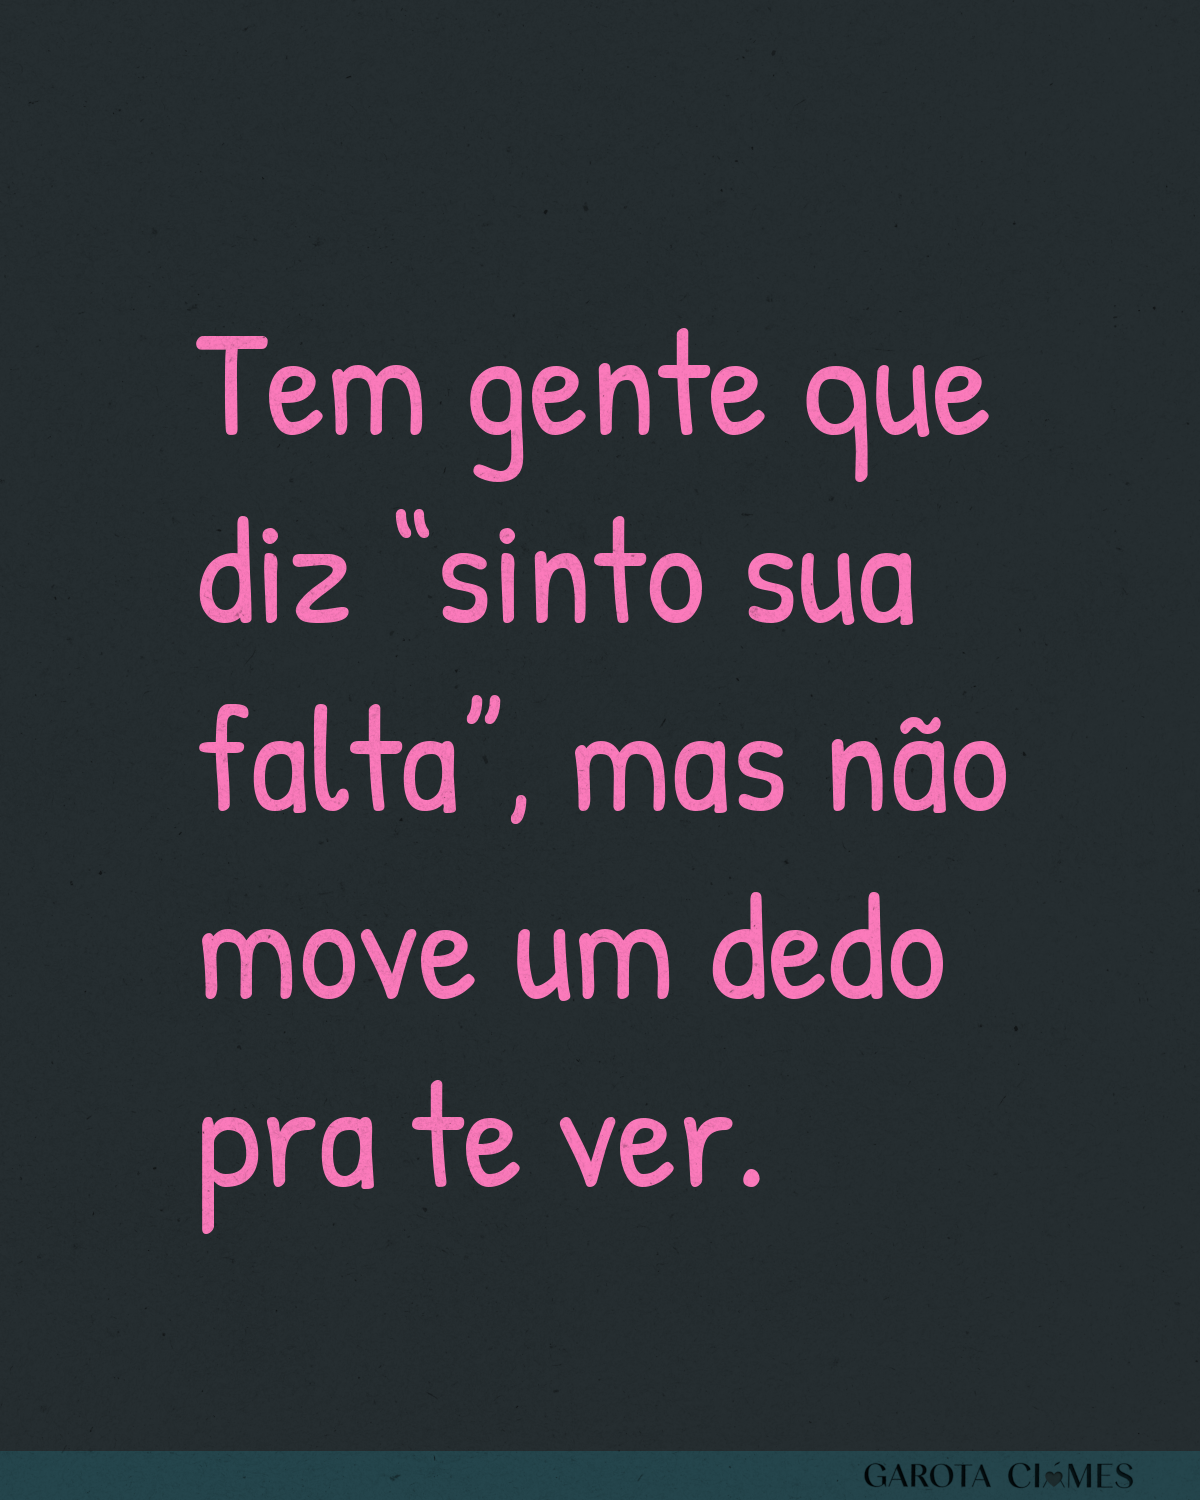 Tem gente que
diz “sinto sua
falta”, mas não
move um dedo
pra te ver.
GAROTA CIÚMES